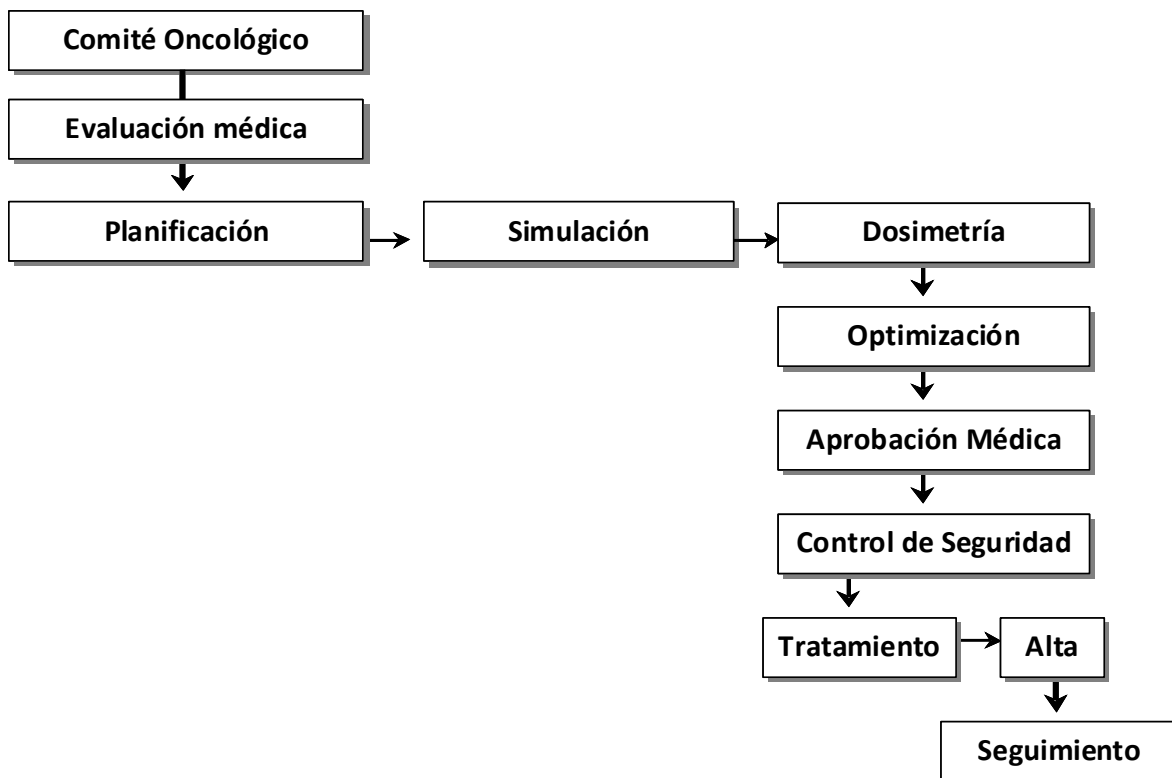 Comité Oncológico
Evaluación médica
Planificación
Simulación
Dosimetría
Optimización
Aprobación Médica
Control de Seguridad
Tratamiento
Alta
Seguimiento